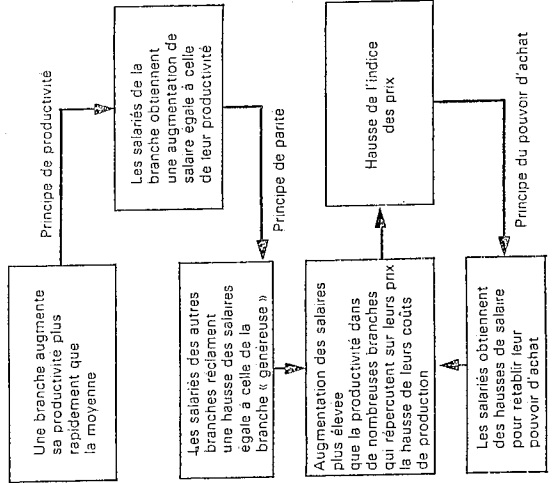 Une branche augmente
sa productivité plus
rapidement que
la moyenne
Principe de productivité
Les salariés de la
branche obtiennent
une augmentation de
salaire égale à celle
de leur productivité
Principe de parité
Les salariés des autres
branches réclament
une hausse des salaires
égale à celle de la
branche « genéreuse »
Augmentation des salaires
plus élevée
que la productivité dans
de nombreuses branches
qui répercutent sur leurs prix
la hausse de leurs coûts
de production
Hausse de l'indice
des prix
Principe du pouvoir d'achat
Les salariés obtiennent
des hausses de salaire
pour retablir leur
pouvoir d'achat